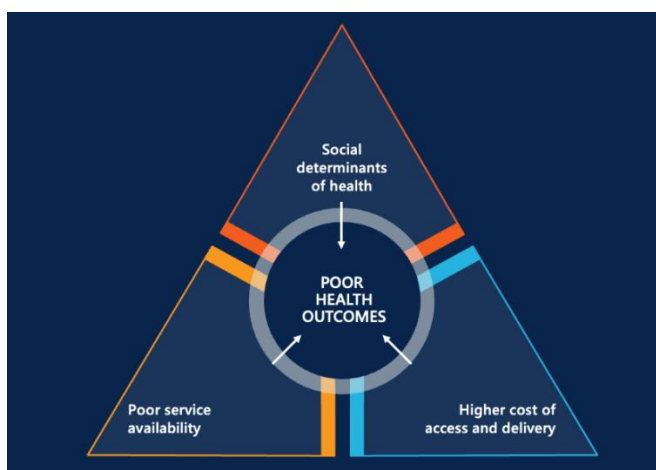 Social
determinants
of health
POOR
HEALTH
OUTCOMES
Poor service
availability
Higher cost of
access and delivery